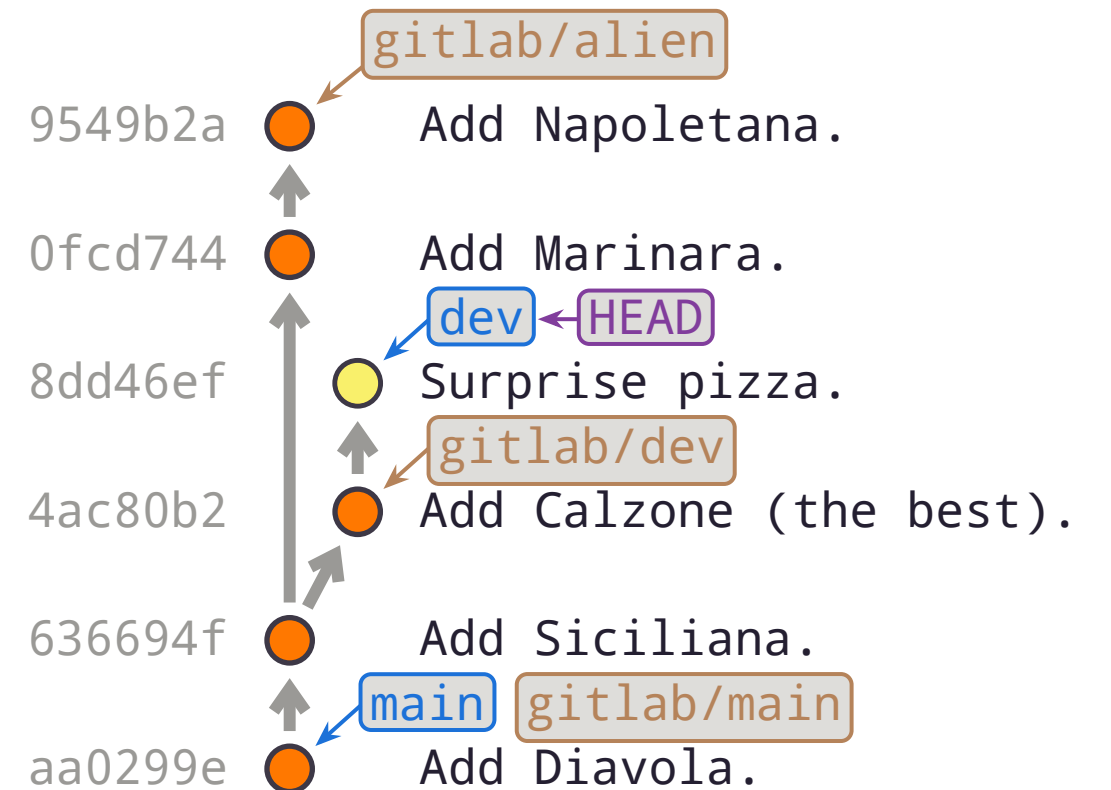 gitlab/alien
9549b2a Add Napoletana.
0fcd744 Add Marinara.
dev HEAD
8dd46ef Surprise pizza.
gitlab/dev
4ac80b2 Add Calzone (the best).
636694f Add Siciliana.
main gitlab/main
aa0299e Add Diavola.